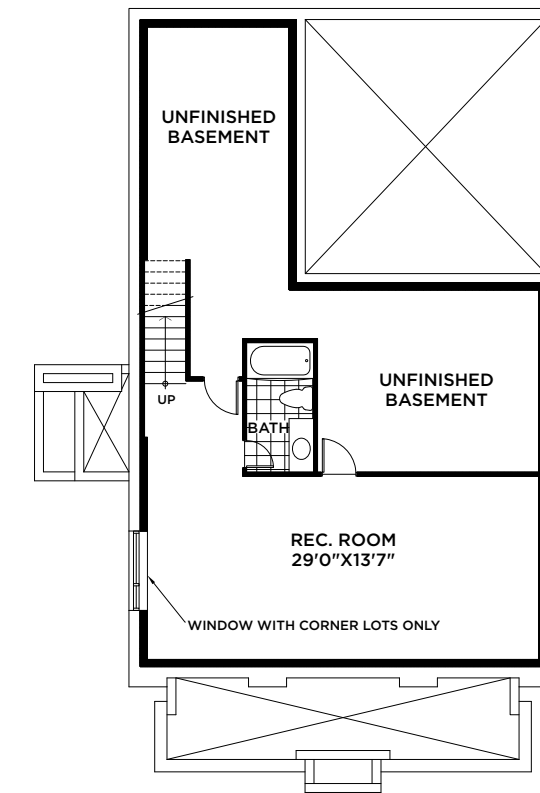 UNFINISHED
BASEMENT
UNFINISHED
BASEMENT
UP
BATH
REC. ROOM
29'0"X13'7"
WINDOW WITH CORNER LOTS ONLY